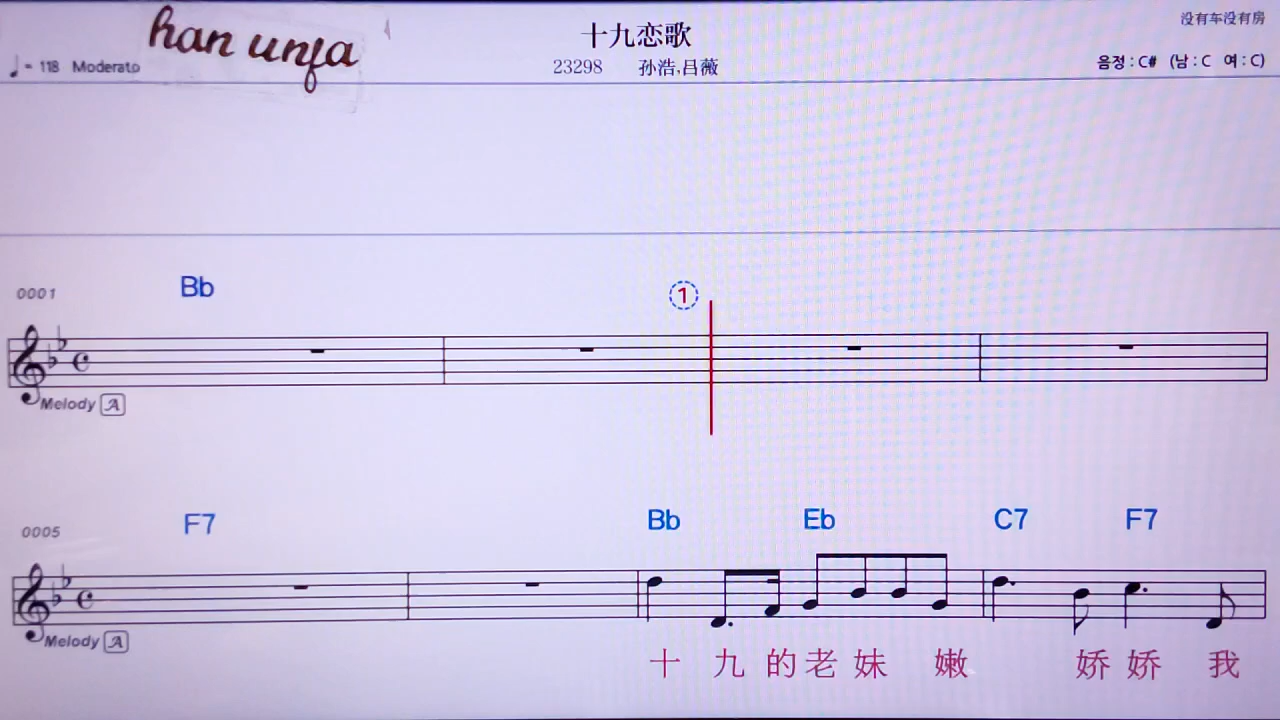 han unfa
十九恋歌
没有车没有房
♩= 118 Moderato
23298 孙浩.吕薇
음정 : C# (남 : C 여 : C)
0001 Bb ①
Melody A
0005 F7 Bb Eb C7 F7
Melody A
十 九 的 老 妹 嫩 娇 娇 我